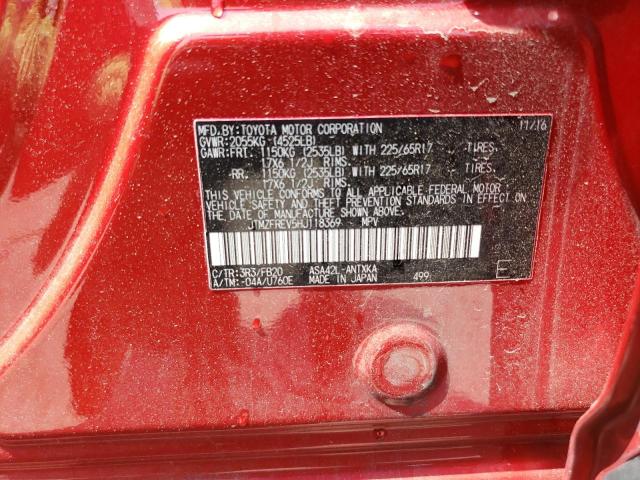 MFD.BY:TOYOTA MOTOR CORPORATION 11/16
GVWR:2055KG (4525LB)
GAWR:FRT. 1150KG (2535LB) WITH 225/65R17 TIRES,
17X6 1/2J RIMS.
RR. 1150KG (2535LB) WITH 225/65R17 TIRES,
17X6 1/2J RIMS.
THIS VEHICLE CONFORMS TO ALL APPLICABLE FEDERAL MOTOR
VEHICLE SAFETY AND BUMPER STANDARDS IN EFFECT ON THE
DATE OF MANUFACTURE SHOWN ABOVE.
JTMZFREV5HJ118369 MPV
C/TR:3R3/FB20 ASA42L-ANTXKA
A/TM:-04A/U760E MADE IN JAPAN 499 E